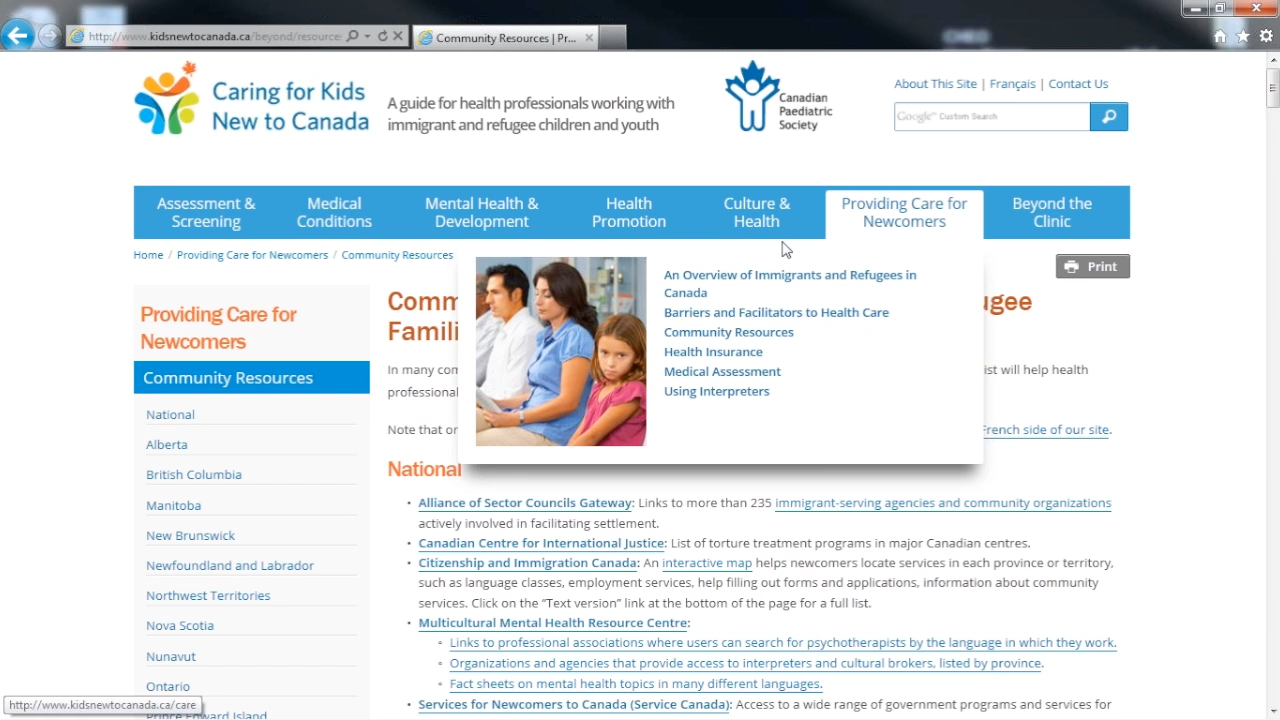 http://www.kidsnewtocanada.ca/beyond/resource
Community Resources | Pr...
Caring for Kids
New to Canada
A guide for health professionals working with
immigrant and refugee children and youth
Canadian
Paediatric
Society
About This Site | Français | Contact Us
Google™ Custom Search
Assessment &
Screening
Medical
Conditions
Mental Health &
Development
Health
Promotion
Culture &
Health
Providing Care for
Newcomers
Beyond the
Clinic
Home / Providing Care for Newcomers / Community Resources
Print
Providing Care for
Newcomers
Community Resources
National
Alberta
British Columbia
Manitoba
New Brunswick
Newfoundland and Labrador
Northwest Territories
Nova Scotia
Nunavut
Ontario
Prince Edward Island
An Overview of Immigrants and Refugees in
Canada
Barriers and Facilitators to Health Care
Community Resources
Health Insurance
Medical Assessment
Using Interpreters
Comm
ugee
Famili
In many com
ist will help health
professional
Note that or
French side of our site.
National
• Alliance of Sector Councils Gateway: Links to more than 235 immigrant-serving agencies and community organizations
actively involved in facilitating settlement.
• Canadian Centre for International Justice: List of torture treatment programs in major Canadian centres.
• Citizenship and Immigration Canada: An interactive map helps newcomers locate services in each province or territory,
such as language classes, employment services, help filling out forms and applications, information about community
services. Click on the “Text version” link at the bottom of the page for a full list.
• Multicultural Mental Health Resource Centre:
◦ Links to professional associations where users can search for psychotherapists by the language in which they work.
◦ Organizations and agencies that provide access to interpreters and cultural brokers, listed by province.
◦ Fact sheets on mental health topics in many different languages.
• Services for Newcomers to Canada (Service Canada): Access to a wide range of government programs and services for
http://www.kidsnewtocanada.ca/care